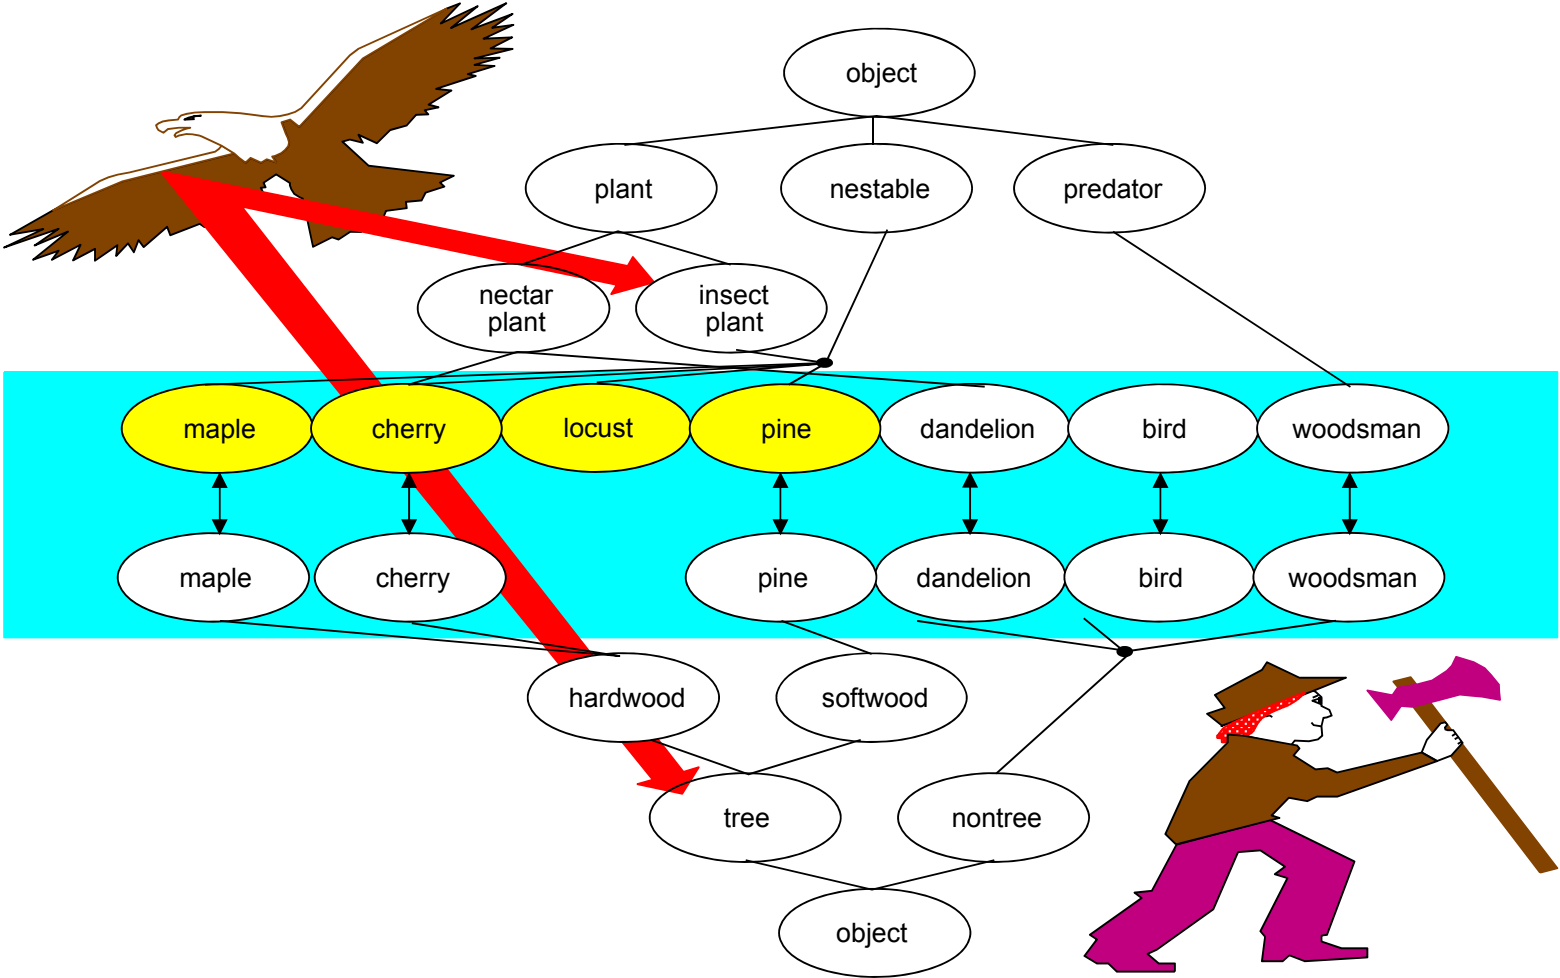 object
plant
nestable
predator
nectar
plant
insect
plant
maple
cherry
locust
pine
dandelion
bird
woodsman
maple
cherry
pine
dandelion
bird
woodsman
hardwood
softwood
tree
nontree
object